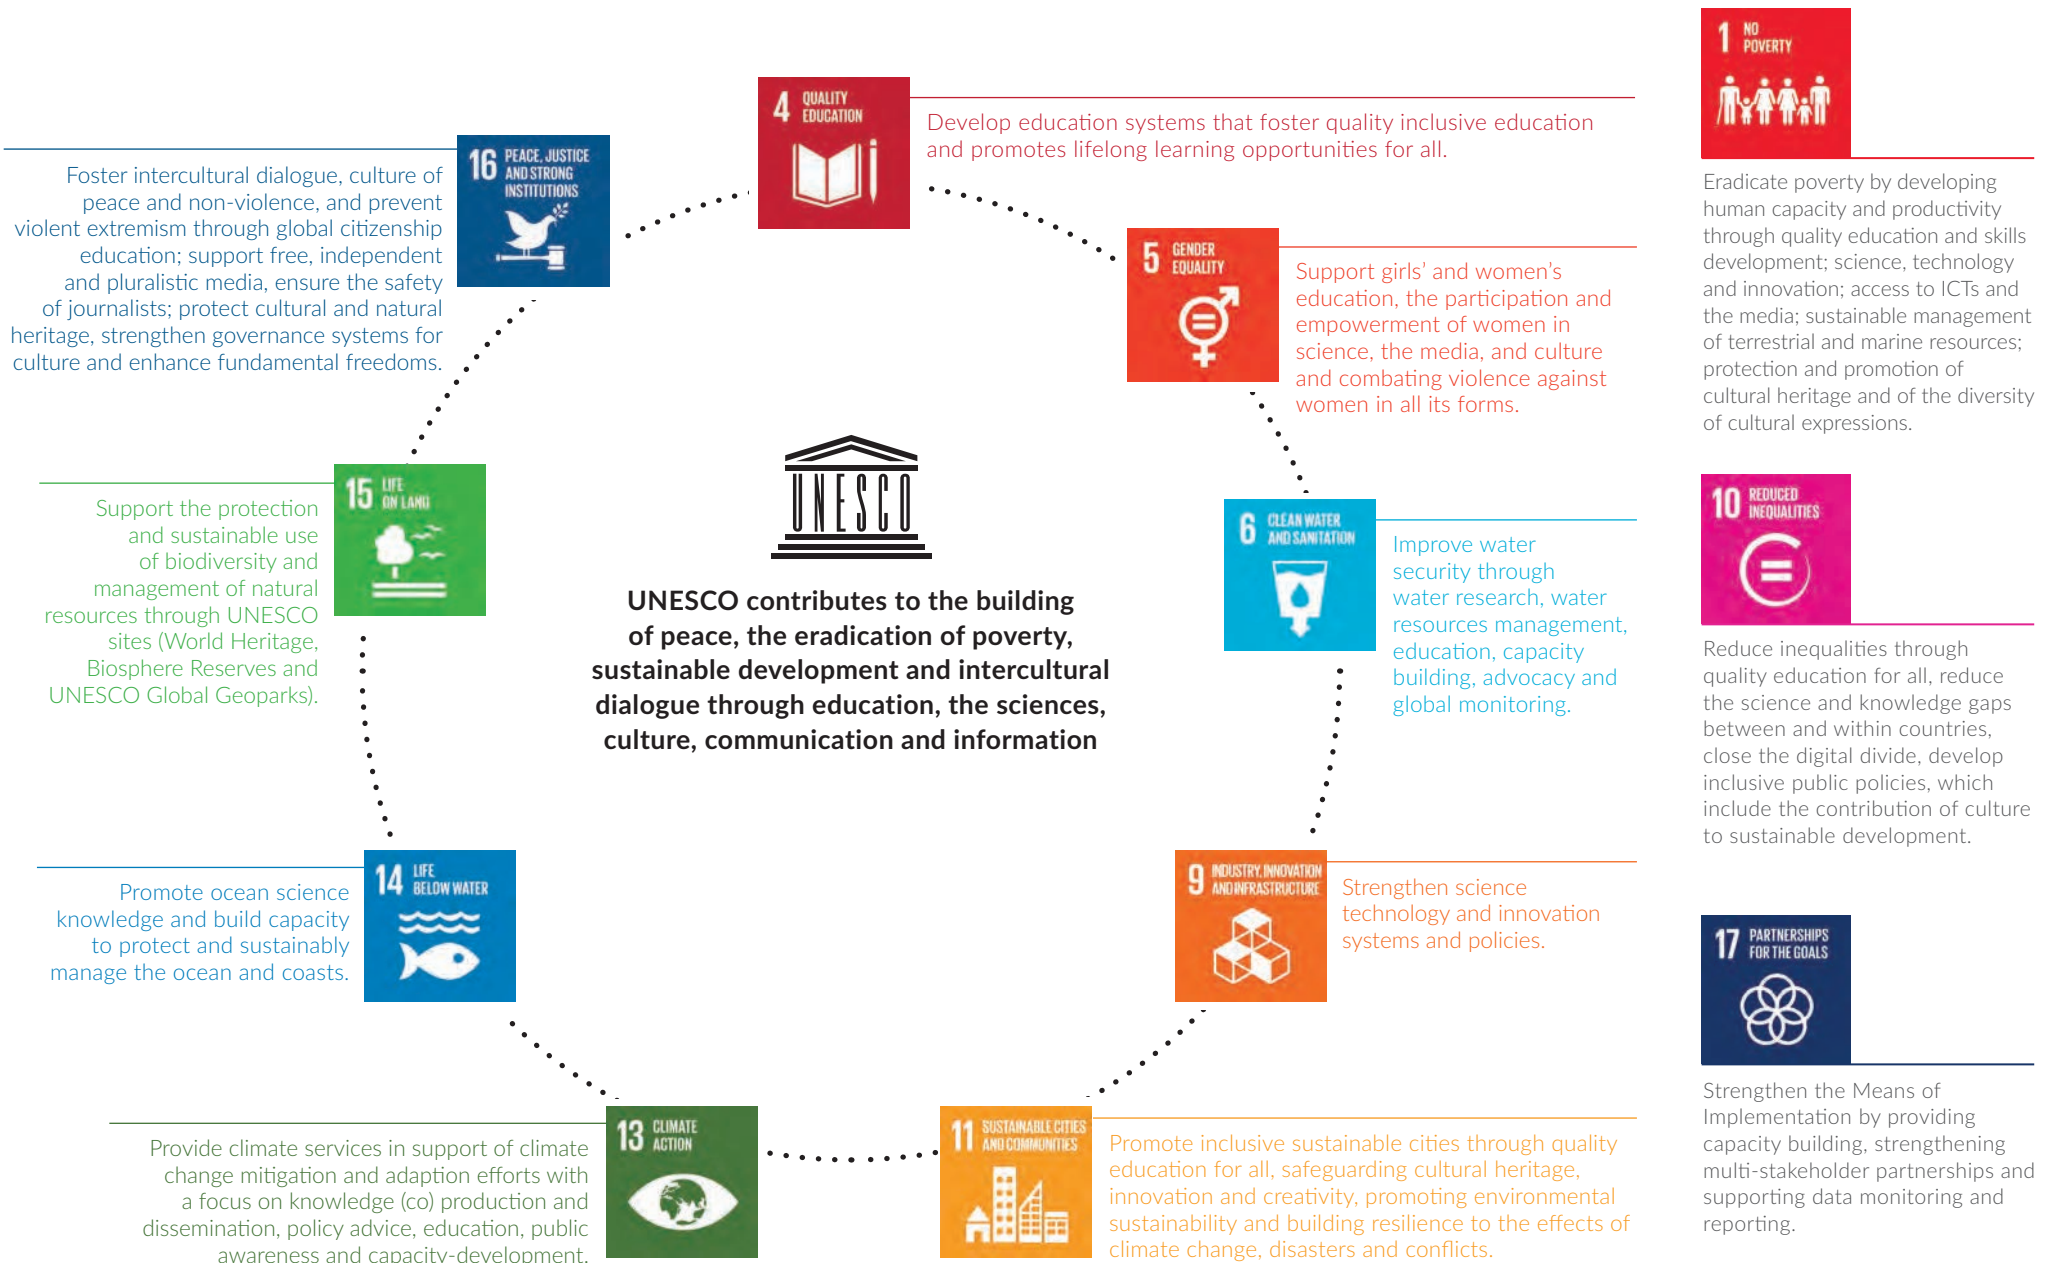 4 QUALITY
EDUCATION
Develop education systems that foster quality inclusive education
and promotes lifelong learning opportunities for all.
5 GENDER
EQUALITY
Support girls’ and women’s
education, the participation and
empowerment of women in
science, the media, and culture
and combating violence against
women in all its forms.
6 CLEAN WATER
AND SANITATION
Improve water
security through
water research, water
resources management,
education, capacity
building, advocacy and
global monitoring.
9 INDUSTRY, INNOVATION
AND INFRASTRUCTURE
Strengthen science
technology and innovation
systems and policies.
11 SUSTAINABLE CITIES
AND COMMUNITIES
Promote inclusive sustainable cities through quality
education for all, safeguarding cultural heritage,
innovation and creativity, promoting environmental
sustainability and building resilience to the effects of
climate change, disasters and conflicts.
13 CLIMATE
ACTION
Provide climate services in support of climate
change mitigation and adaption efforts with
a focus on knowledge (co) production and
dissemination, policy advice, education, public
awareness and capacity-development.
14 LIFE
BELOW WATER
Promote ocean science
knowledge and build capacity
to protect and sustainably
manage the ocean and coasts.
15 LIFE
ON LAND
Support the protection
and sustainable use
of biodiversity and
management of natural
resources through UNESCO
sites (World Heritage,
Biosphere Reserves and
UNESCO Global Geoparks).
16 PEACE, JUSTICE
AND STRONG
INSTITUTIONS
Foster intercultural dialogue, culture of
peace and non-violence, and prevent
violent extremism through global citizenship
education; support free, independent
and pluralistic media, ensure the safety
of journalists; protect cultural and natural
heritage, strengthen governance systems for
culture and enhance fundamental freedoms.
UNESCO
UNESCO contributes to the building
of peace, the eradication of poverty,
sustainable development and intercultural
dialogue through education, the sciences,
culture, communication and information
1 NO
POVERTY
Eradicate poverty by developing
human capacity and productivity
through quality education and skills
development; science, technology
and innovation; access to ICTs and
the media; sustainable management
of terrestrial and marine resources;
protection and promotion of
cultural heritage and of the diversity
of cultural expressions.
10 REDUCED
INEQUALITIES
Reduce inequalities through
quality education for all, reduce
the science and knowledge gaps
between and within countries,
close the digital divide, develop
inclusive public policies, which
include the contribution of culture
to sustainable development.
17 PARTNERSHIPS
FOR THE GOALS
Strengthen the Means of
Implementation by providing
capacity building, strengthening
multi-stakeholder partnerships and
supporting data monitoring and
reporting.